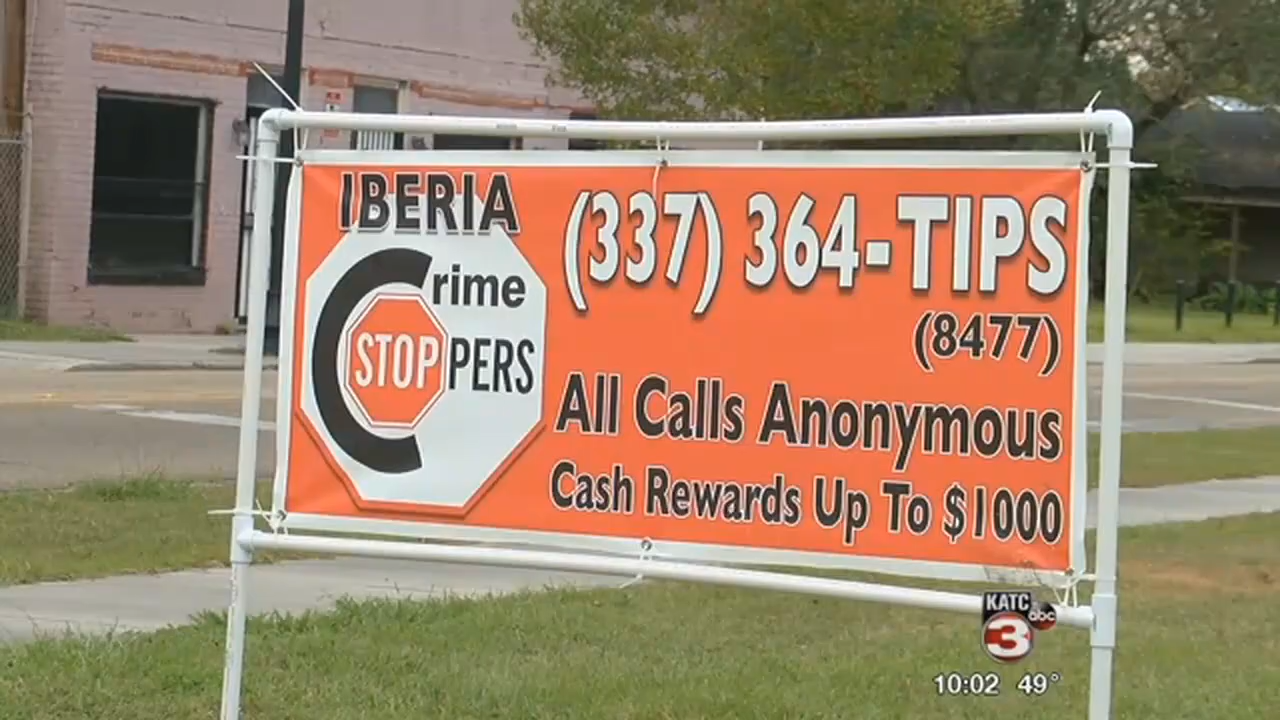 IBERIA
Crime
STOPPERS
(337) 364-TIPS
(8477)
All Calls Anonymous
Cash Rewards Up To $1000
KATC
abc
3
10:02 49°